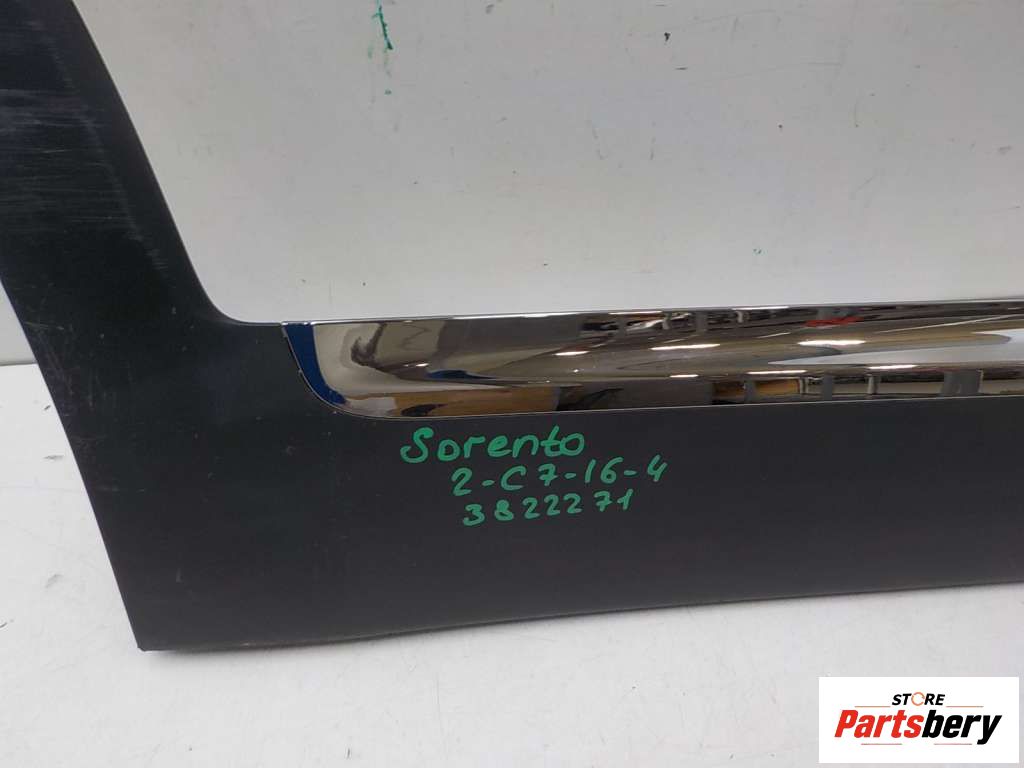 Sorento
2-C7-16-4
3822271
STORE
Partsbery